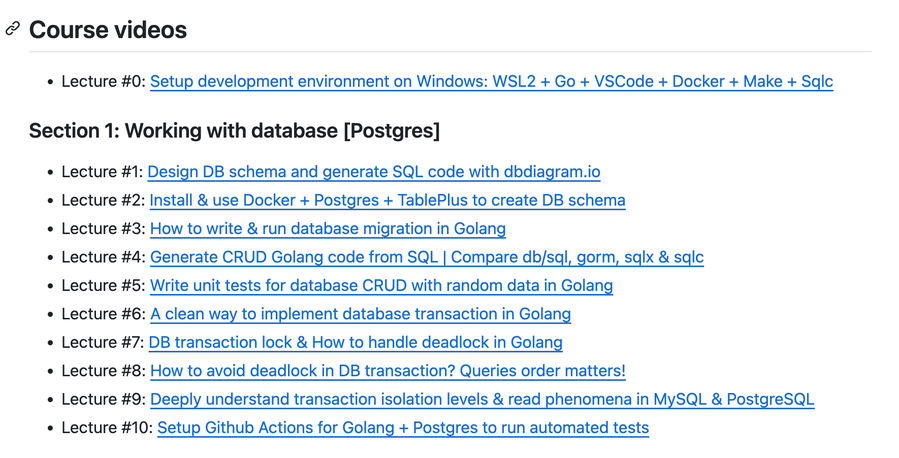 Course videos
• Lecture #0: Setup development environment on Windows: WSL2 + Go + VSCode + Docker + Make + Sqlc
Section 1: Working with database [Postgres]
• Lecture #1: Design DB schema and generate SQL code with dbdiagram.io
• Lecture #2: Install & use Docker + Postgres + TablePlus to create DB schema
• Lecture #3: How to write & run database migration in Golang
• Lecture #4: Generate CRUD Golang code from SQL | Compare db/sql, gorm, sqlx & sqlc
• Lecture #5: Write unit tests for database CRUD with random data in Golang
• Lecture #6: A clean way to implement database transaction in Golang
• Lecture #7: DB transaction lock & How to handle deadlock in Golang
• Lecture #8: How to avoid deadlock in DB transaction? Queries order matters!
• Lecture #9: Deeply understand transaction isolation levels & read phenomena in MySQL & PostgreSQL
• Lecture #10: Setup Github Actions for Golang + Postgres to run automated tests